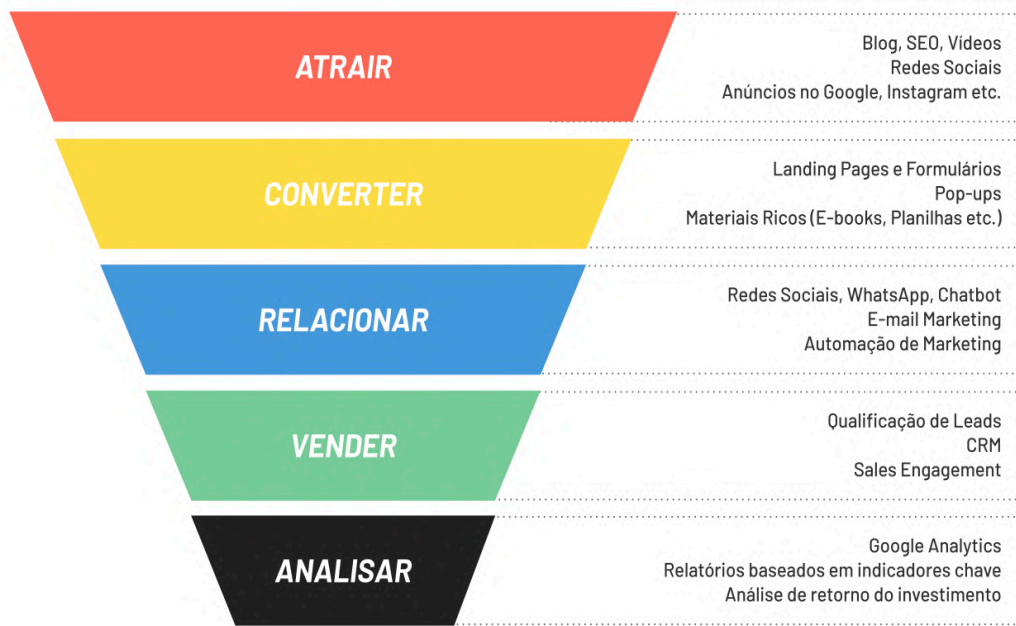 ATRAIR
Blog, SEO, Vídeos
Redes Sociais
Anúncios no Google, Instagram etc.
CONVERTER
Landing Pages e Formulários
Pop-ups
Materiais Ricos (E-books, Planilhas etc.)
RELACIONAR
Redes Sociais, WhatsApp, Chatbot
E-mail Marketing
Automação de Marketing
VENDER
Qualificação de Leads
CRM
Sales Engagement
ANALISAR
Google Analytics
Relatórios baseados em indicadores chave
Análise de retorno do investimento